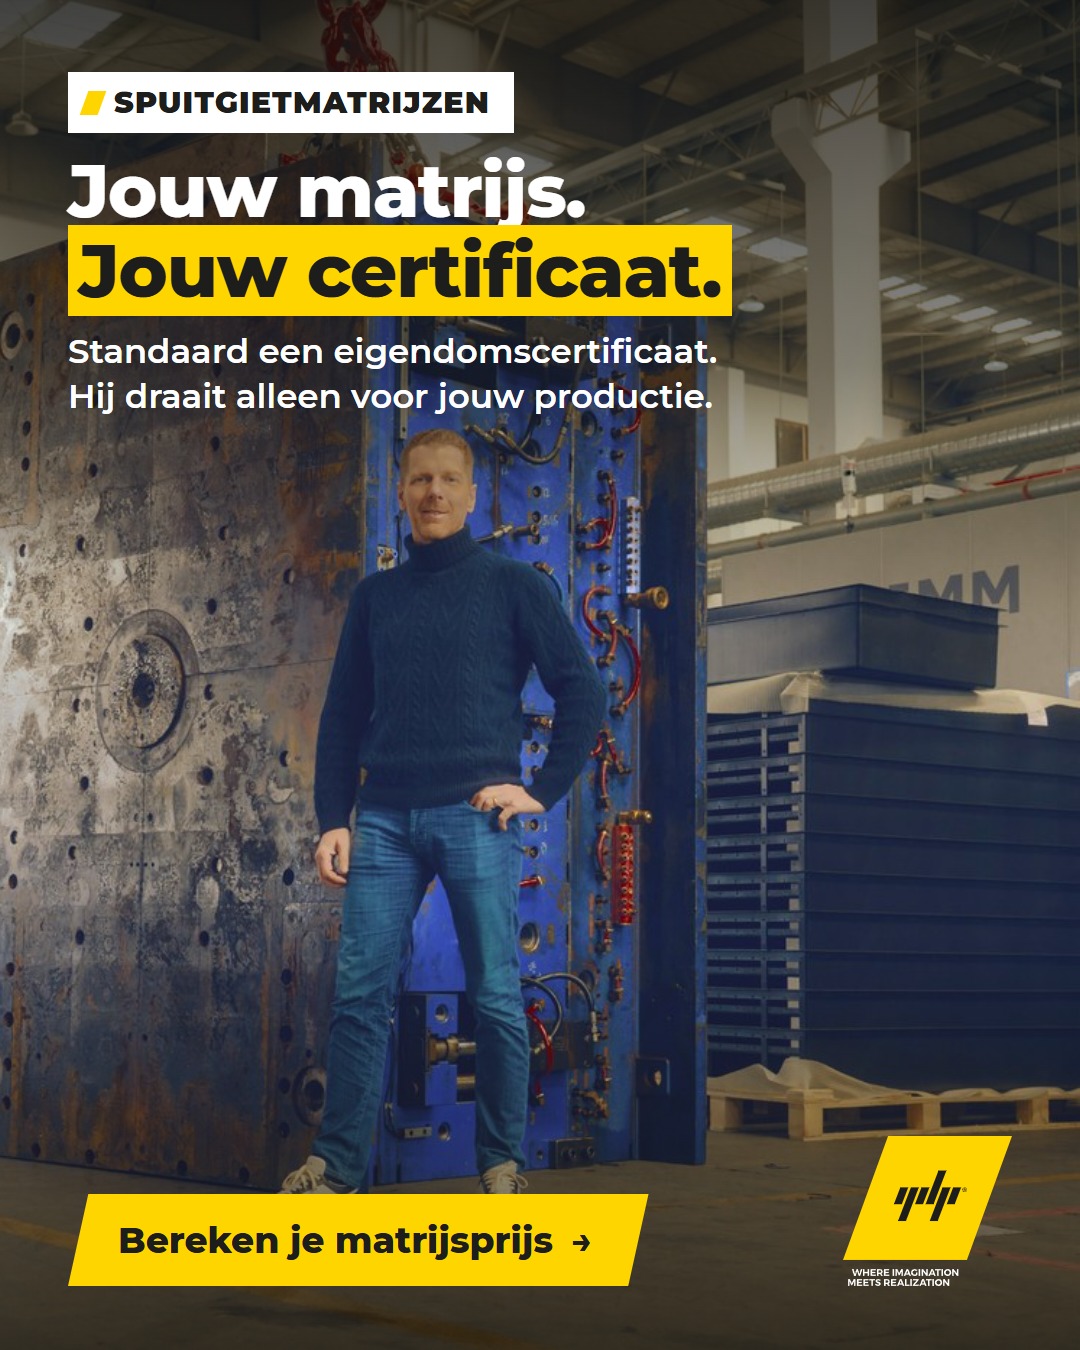 SPUITGIETMATRIJZEN
Jouw matrijs.
Jouw certificaat.
Standaard een eigendomscertificaat.
Hij draait alleen voor jouw productie.
Bereken je matrijsprijs →
WHERE IMAGINATION
MEETS REALIZATION